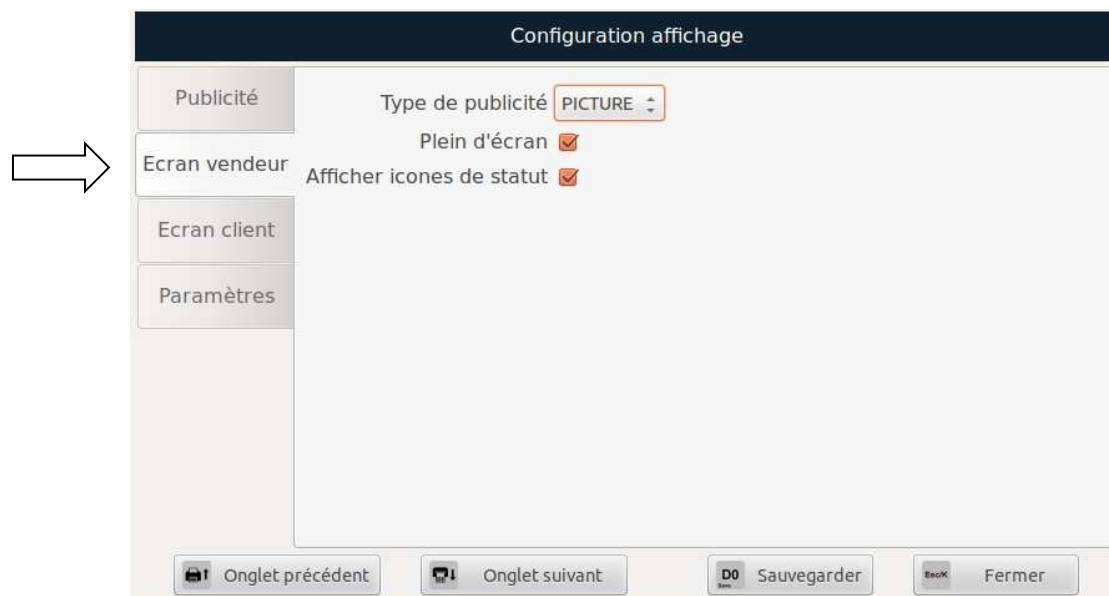 Configuration affichage
Publicité
Ecran vendeur
Ecran client
Paramètres
Type de publicité PICTURE
Plein d'écran
Afficher icones de statut
Onglet précédent
Onglet suivant
D0 Sauvegarder
Esc/K Fermer